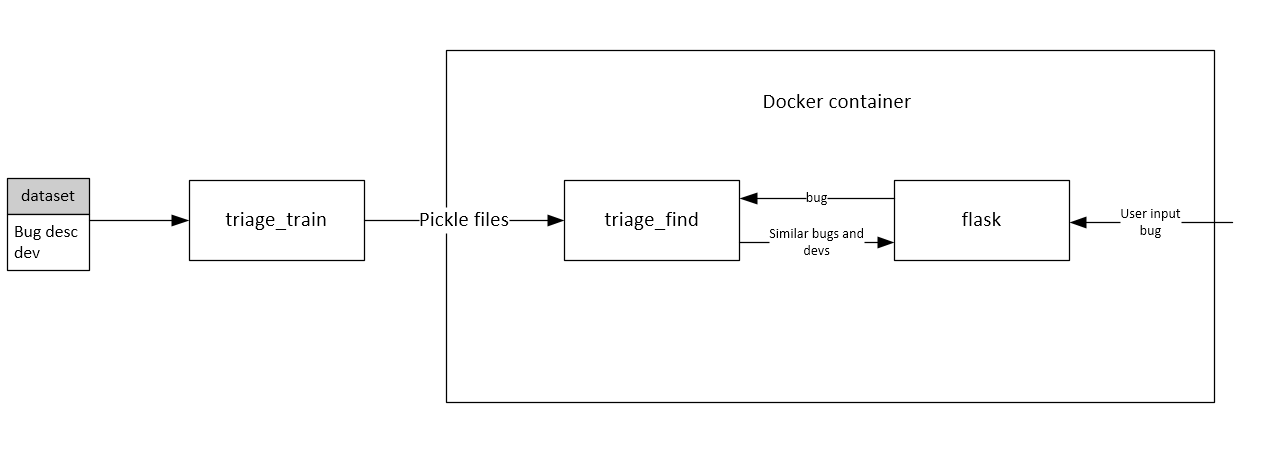 Docker container
dataset
Bug desc
dev
triage_train
Pickle files
triage_find
bug
Similar bugs and
devs
flask
User input
bug